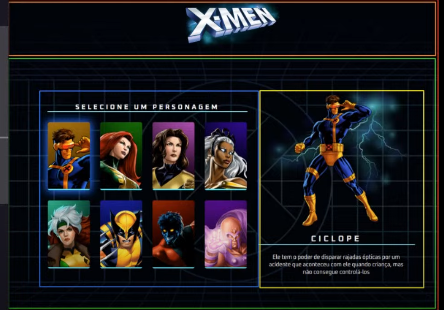 X-MEN
SELECIONE UM PERSONAGEM
CICLOPE
Ele tem o poder de disparar rajadas ópticas por um
acidente que aconteceu com ele quando criança, mas
não consegue controlá-los